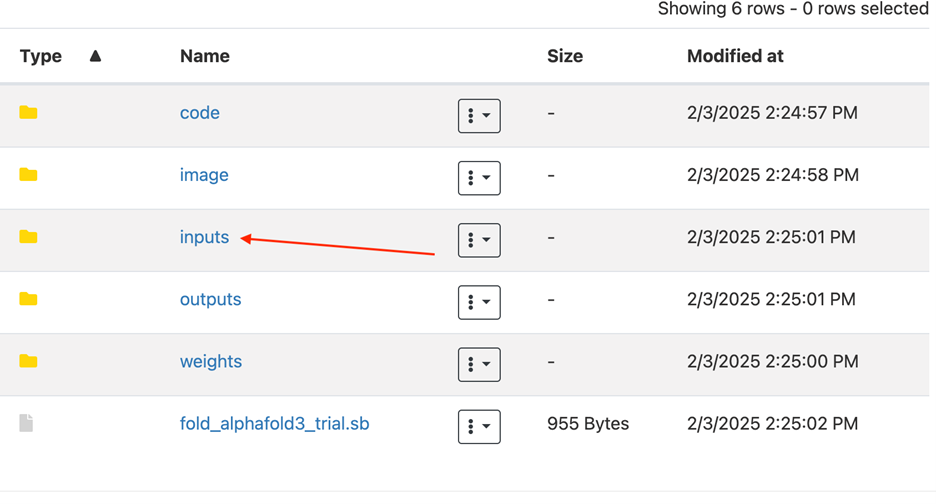 Showing 6 rows - 0 rows selected
Type ▲ Name Size Modified at
code - 2/3/2025 2:24:57 PM
image - 2/3/2025 2:24:58 PM
inputs - 2/3/2025 2:25:01 PM
outputs - 2/3/2025 2:25:01 PM
weights - 2/3/2025 2:25:00 PM
fold_alphafold3_trial.sb 955 Bytes 2/3/2025 2:25:02 PM